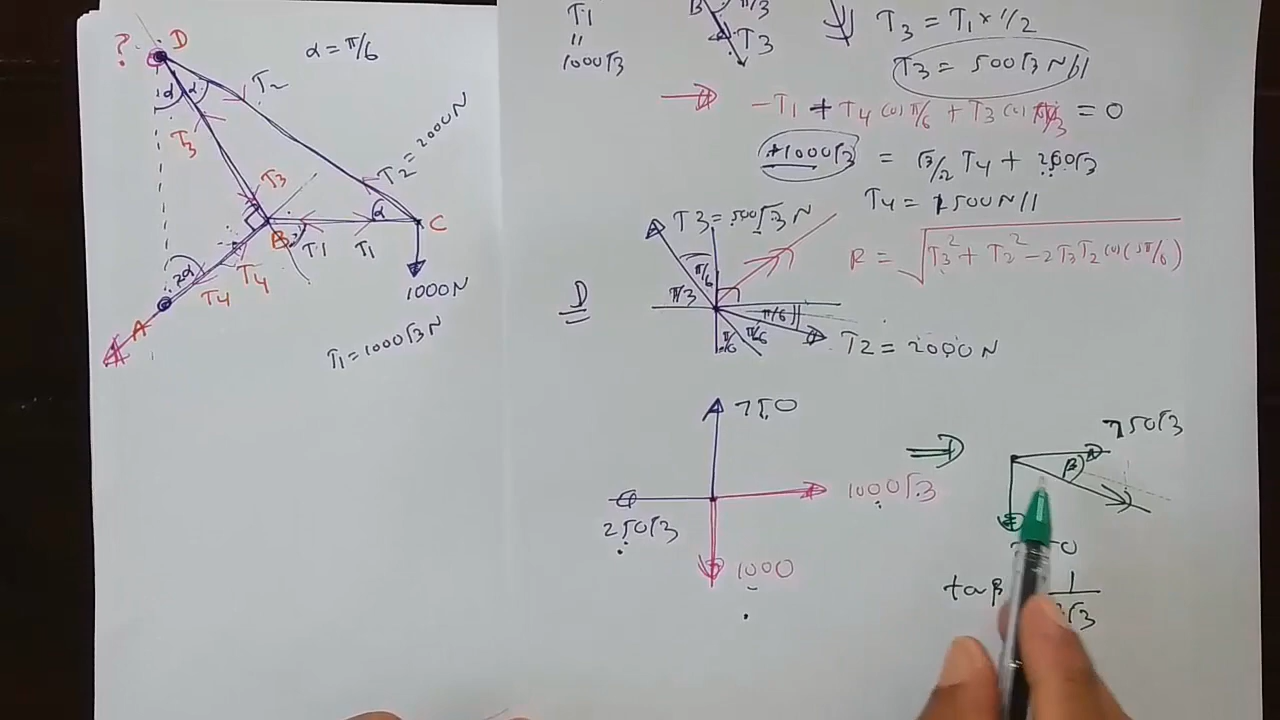 ? D
α = π/6
α
α
T2
T3
T2 = 2000N
T3
α
C
B
T1
T1
2α
T4
T4
A
1000N
T1 = 1000√3 N
T1
"
1000√3
B
π/3
T3
T3 = T1 × 1/2
T3 = 500√3 N //
-T1 + T4 cos π/6 + T3 cos π/3 = 0
+1000√3 = √3/2 T4 + 250√3
T4 = 1500N //
T3 = 500√3 N
R = √T3² + T2² - 2T3T2 cos(5π/6)
D
π/6
π/3
π/6
π/6
π/6
T2 = 2000 N
750
1000√3
250√3
1000
750√3
β
tan β
1